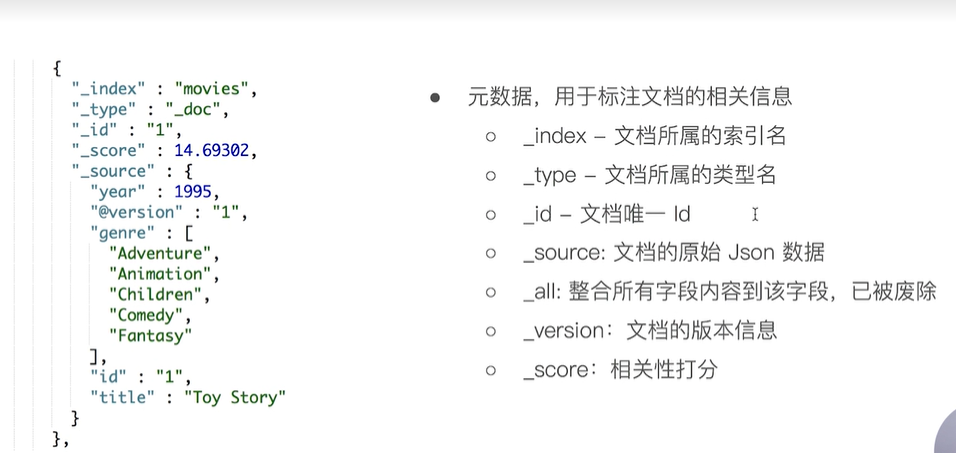 {
"_index" : "movies",
"_type" : "_doc",
"_id" : "1",
"_score" : 14.69302,
"_source" : {
"year" : 1995,
"@version" : "1",
"genre" : [
"Adventure",
"Animation",
"Children",
"Comedy",
"Fantasy"
],
"id" : "1",
"title" : "Toy Story"
}
},
● 元数据，用于标注文档的相关信息
○ _index – 文档所属的索引名
○ _type – 文档所属的类型名
○ _id – 文档唯一 Id
○ _source: 文档的原始 Json 数据
○ _all: 整合所有字段内容到该字段，已被废除
○ _version：文档的版本信息
○ _score：相关性打分